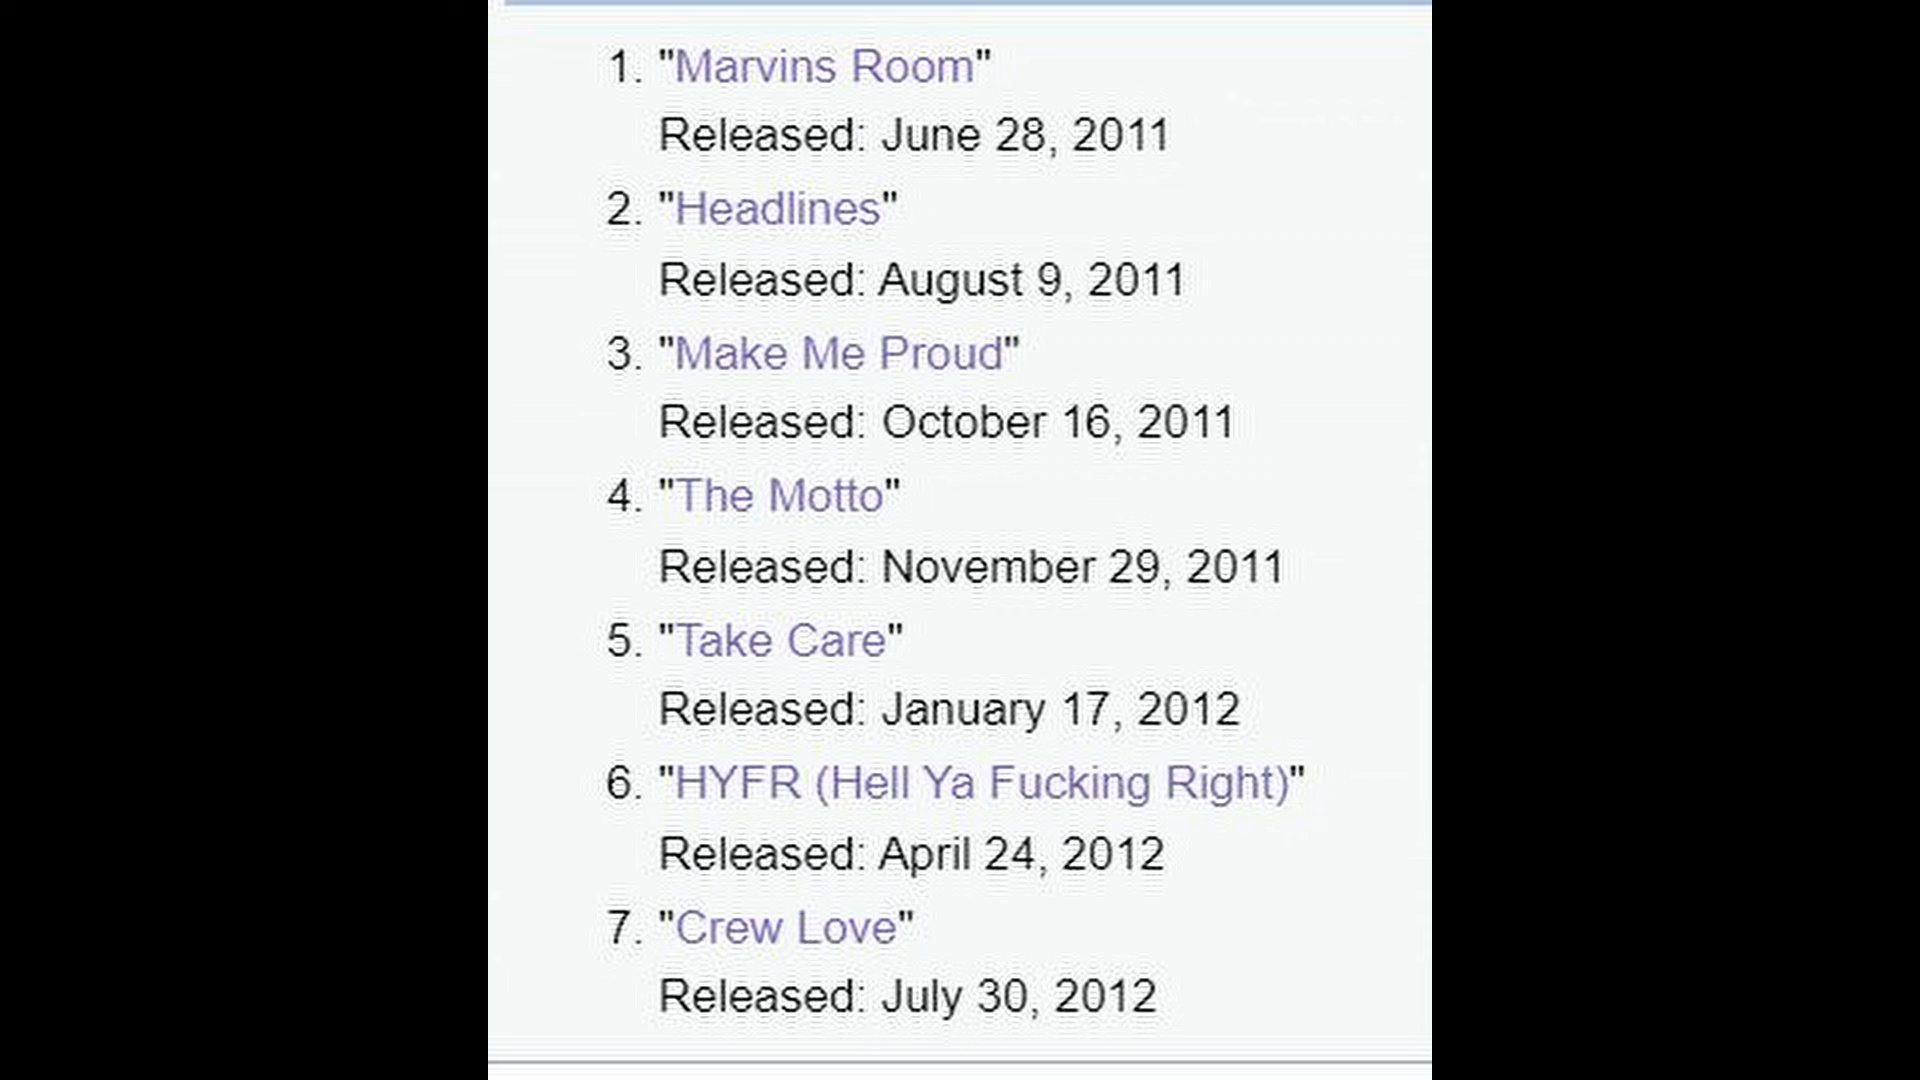 1. "Marvins Room"
Released: June 28, 2011
2. "Headlines"
Released: August 9, 2011
3. "Make Me Proud"
Released: October 16, 2011
4. "The Motto"
Released: November 29, 2011
5. "Take Care"
Released: January 17, 2012
6. "HYFR (Hell Ya Fucking Right)"
Released: April 24, 2012
7. "Crew Love"
Released: July 30, 2012